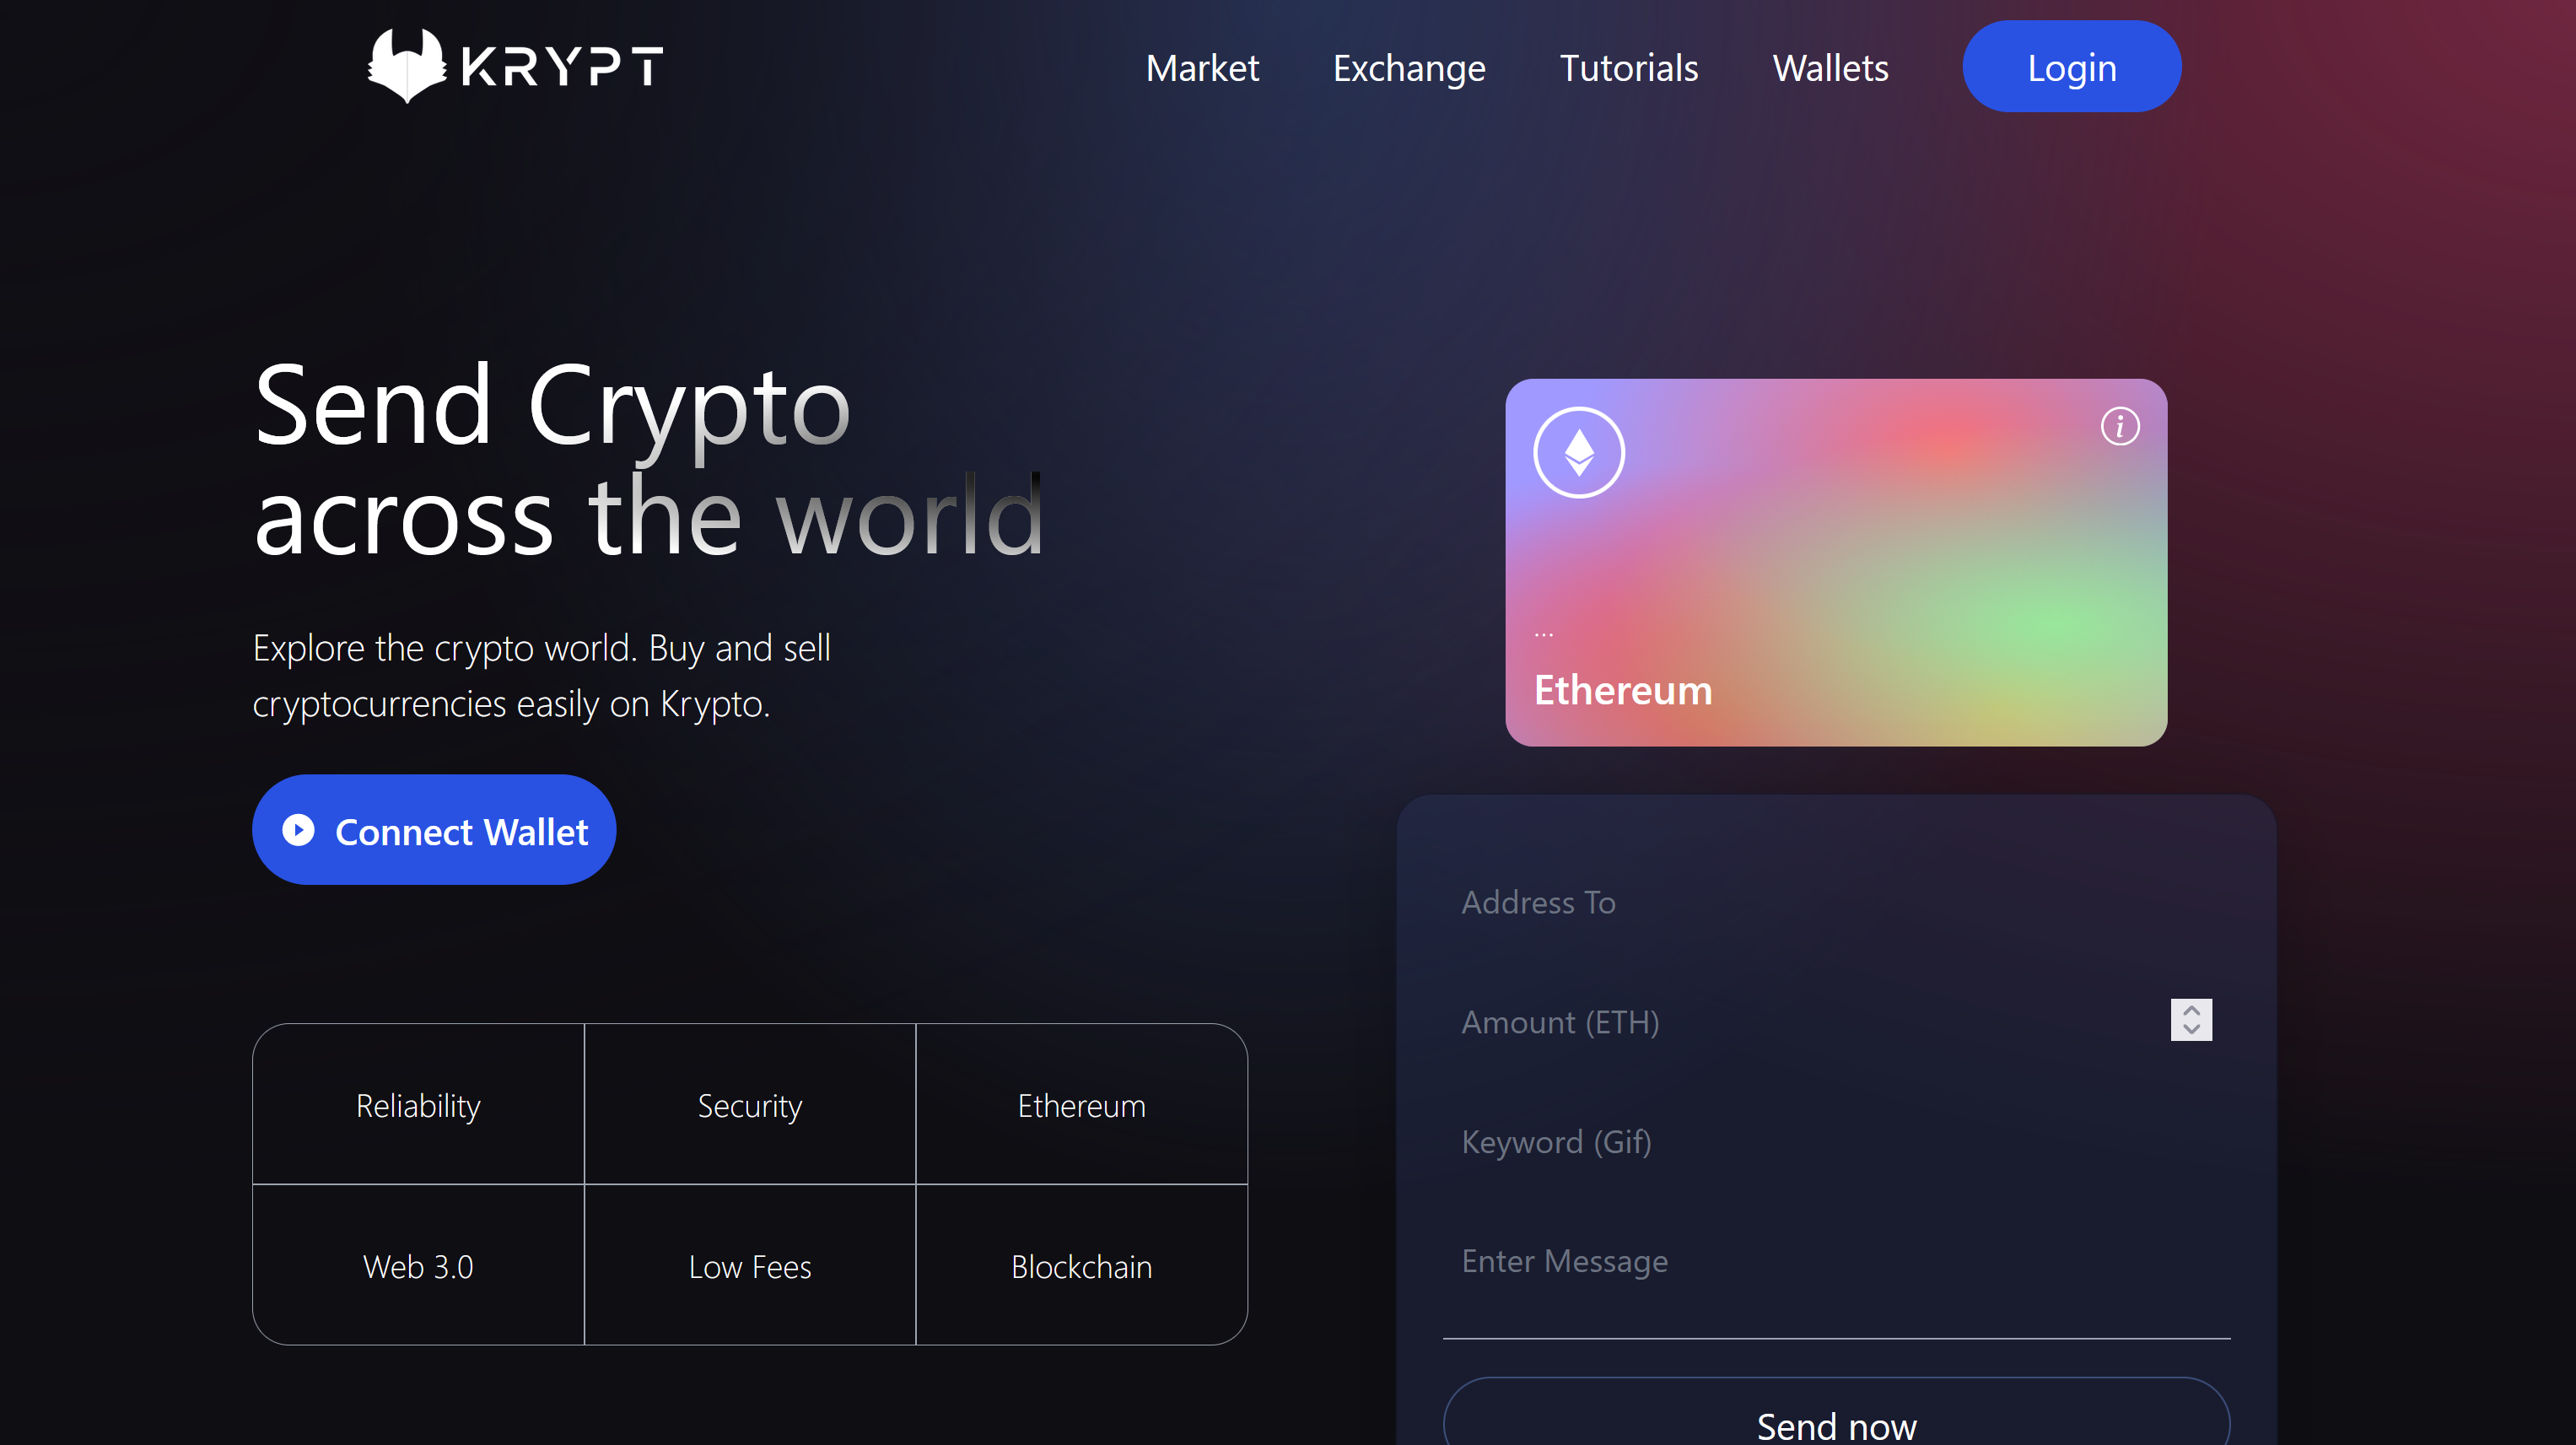 KRYPT
Market
Exchange
Tutorials
Wallets
Login
Send Crypto
across the world
Explore the crypto world. Buy and sell
cryptocurrencies easily on Krypto.
Connect Wallet
Reliability
Security
Ethereum
Web 3.0
Low Fees
Blockchain
i
...
Ethereum
Address To
Amount (ETH)
Keyword (Gif)
Enter Message
Send now